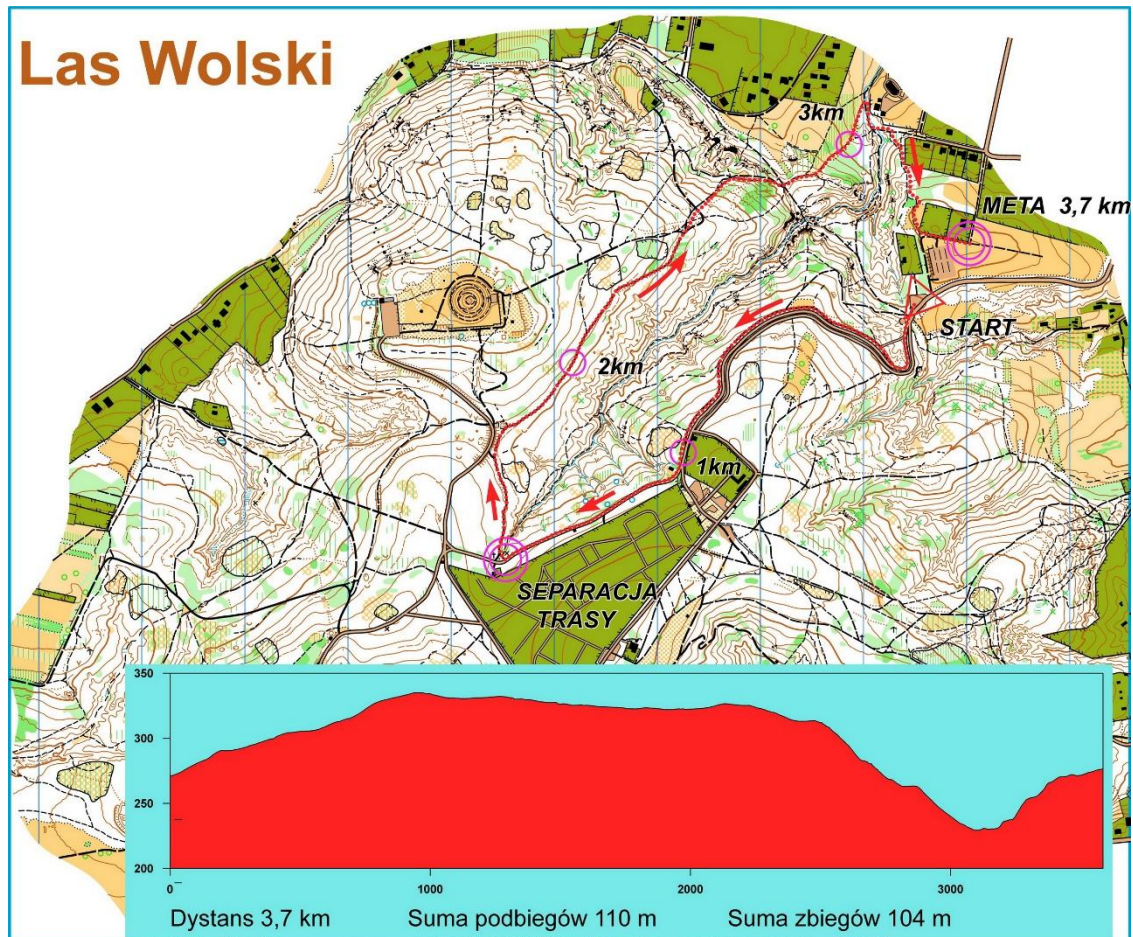 Las Wolski
3km
META 3,7 km
START
2km
1km
SEPARACJA
TRASY
350
300
250
200
0
1000
2000
3000
Dystans 3,7 km
Suma podbiegów 110 m
Suma zbiegów 104 m